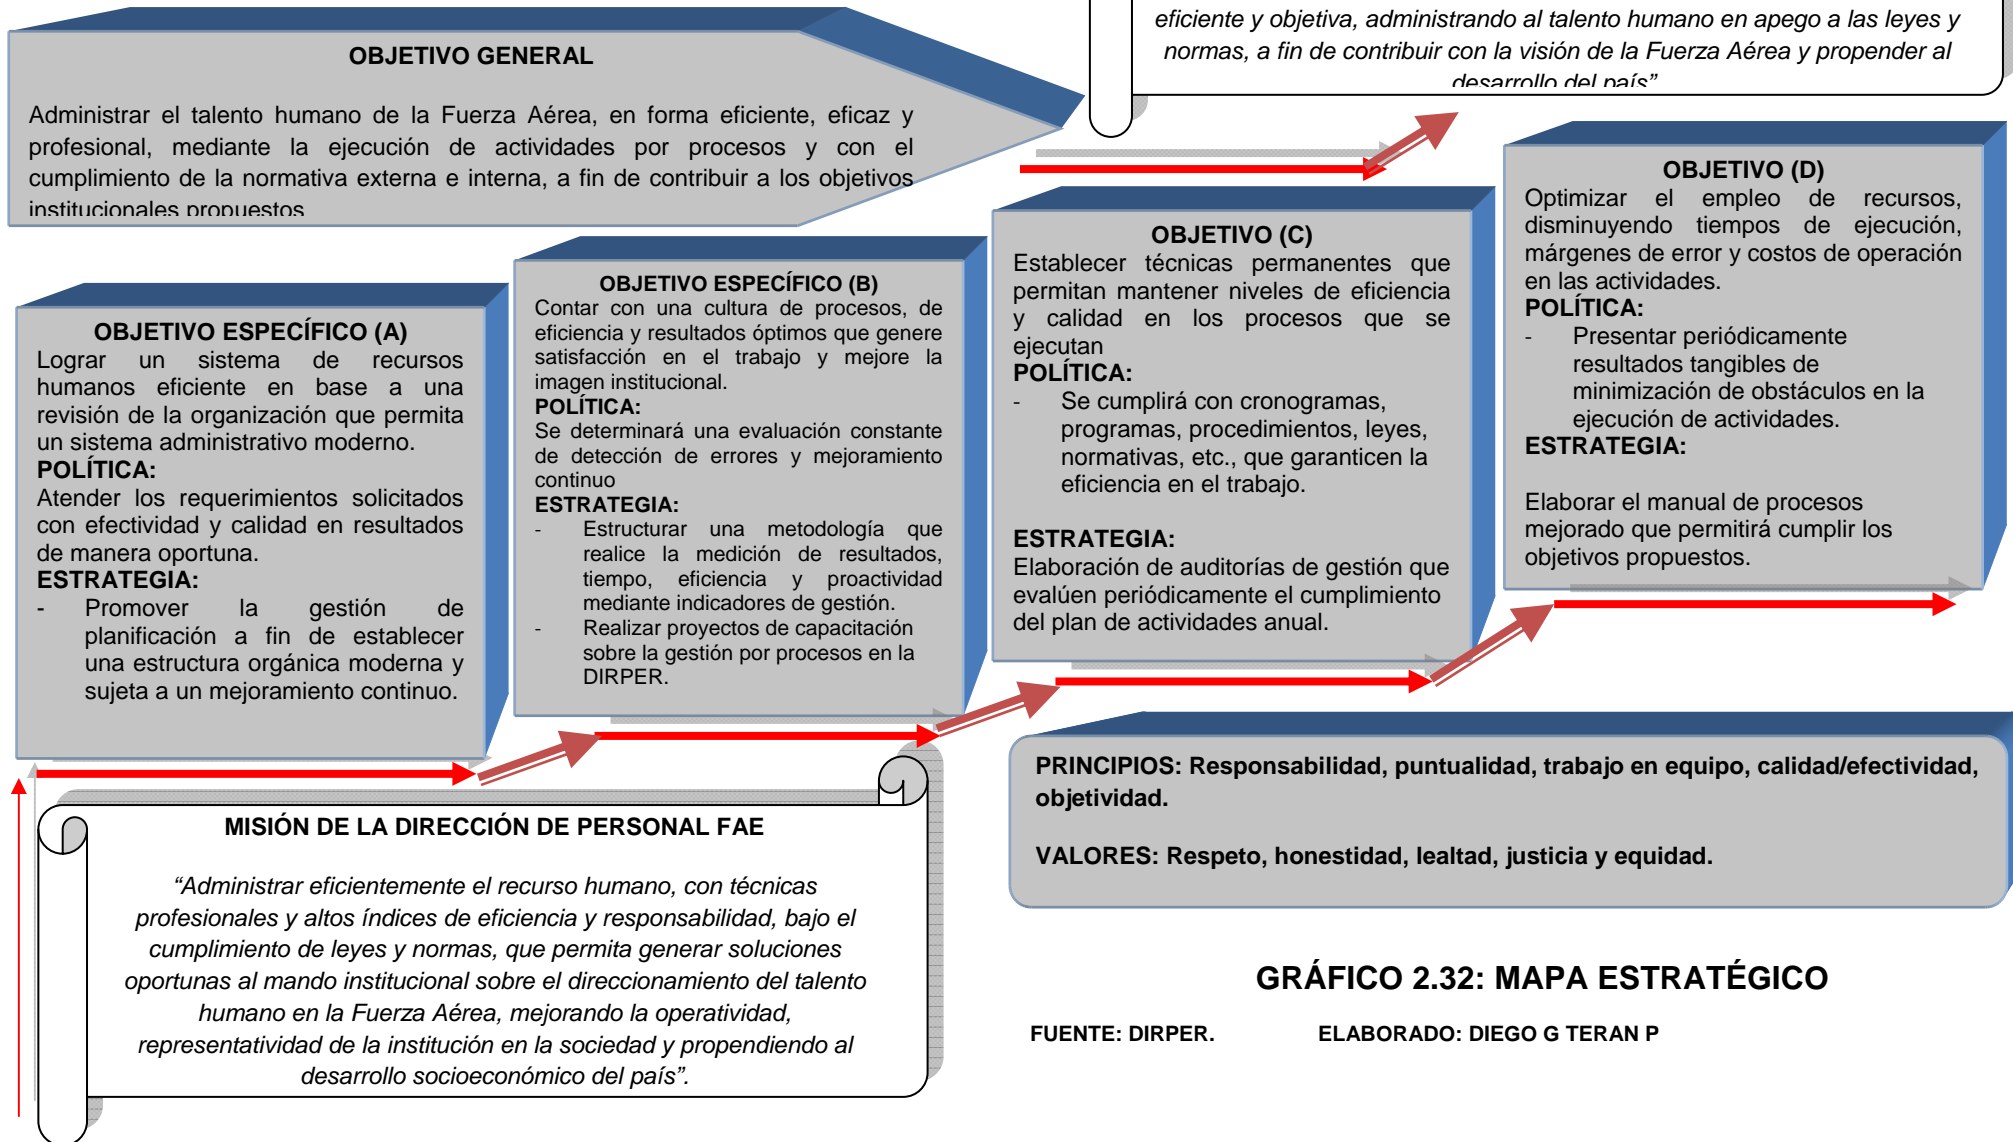 eficiente y objetiva, administrando al talento humano en apego a las leyes y
normas, a fin de contribuir con la visión de la Fuerza Aérea y propender al
desarrollo del país”
OBJETIVO GENERAL
Administrar el talento humano de la Fuerza Aérea, en forma eficiente, eficaz y
profesional, mediante la ejecución de actividades por procesos y con el
cumplimiento de la normativa externa e interna, a fin de contribuir a los objetivos
institucionales propuestos
OBJETIVO ESPECÍFICO (A)
Lograr un sistema de recursos
humanos eficiente en base a una
revisión de la organización que permita
un sistema administrativo moderno.
POLÍTICA:
Atender los requerimientos solicitados
con efectividad y calidad en resultados
de manera oportuna.
ESTRATEGIA:
- Promover la gestión de
planificación a fin de establecer
una estructura orgánica moderna y
sujeta a un mejoramiento continuo.
OBJETIVO ESPECÍFICO (B)
Contar con una cultura de procesos, de
eficiencia y resultados óptimos que genere
satisfacción en el trabajo y mejore la
imagen institucional.
POLÍTICA:
Se determinará una evaluación constante
de detección de errores y mejoramiento
continuo
ESTRATEGIA:
- Estructurar una metodología que
realice la medición de resultados,
tiempo, eficiencia y proactividad
mediante indicadores de gestión.
- Realizar proyectos de capacitación
sobre la gestión por procesos en la
DIRPER.
OBJETIVO (C)
Establecer técnicas permanentes que
permitan mantener niveles de eficiencia
y calidad en los procesos que se
ejecutan
POLÍTICA:
- Se cumplirá con cronogramas,
programas, procedimientos, leyes,
normativas, etc., que garanticen la
eficiencia en el trabajo.
ESTRATEGIA:
Elaboración de auditorías de gestión que
evalúen periódicamente el cumplimiento
del plan de actividades anual.
OBJETIVO (D)
Optimizar el empleo de recursos,
disminuyendo tiempos de ejecución,
márgenes de error y costos de operación
en las actividades.
POLÍTICA:
- Presentar periódicamente
resultados tangibles de
minimización de obstáculos en la
ejecución de actividades.
ESTRATEGIA:
Elaborar el manual de procesos
mejorado que permitirá cumplir los
objetivos propuestos.
MISIÓN DE LA DIRECCIÓN DE PERSONAL FAE
“Administrar eficientemente el recurso humano, con técnicas
profesionales y altos índices de eficiencia y responsabilidad, bajo el
cumplimiento de leyes y normas, que permita generar soluciones
oportunas al mando institucional sobre el direccionamiento del talento
humano en la Fuerza Aérea, mejorando la operatividad,
representatividad de la institución en la sociedad y propendiendo al
desarrollo socioeconómico del país”.
PRINCIPIOS: Responsabilidad, puntualidad, trabajo en equipo, calidad/efectividad,
objetividad.
VALORES: Respeto, honestidad, lealtad, justicia y equidad.
GRÁFICO 2.32: MAPA ESTRATÉGICO
FUENTE: DIRPER. ELABORADO: DIEGO G TERAN P